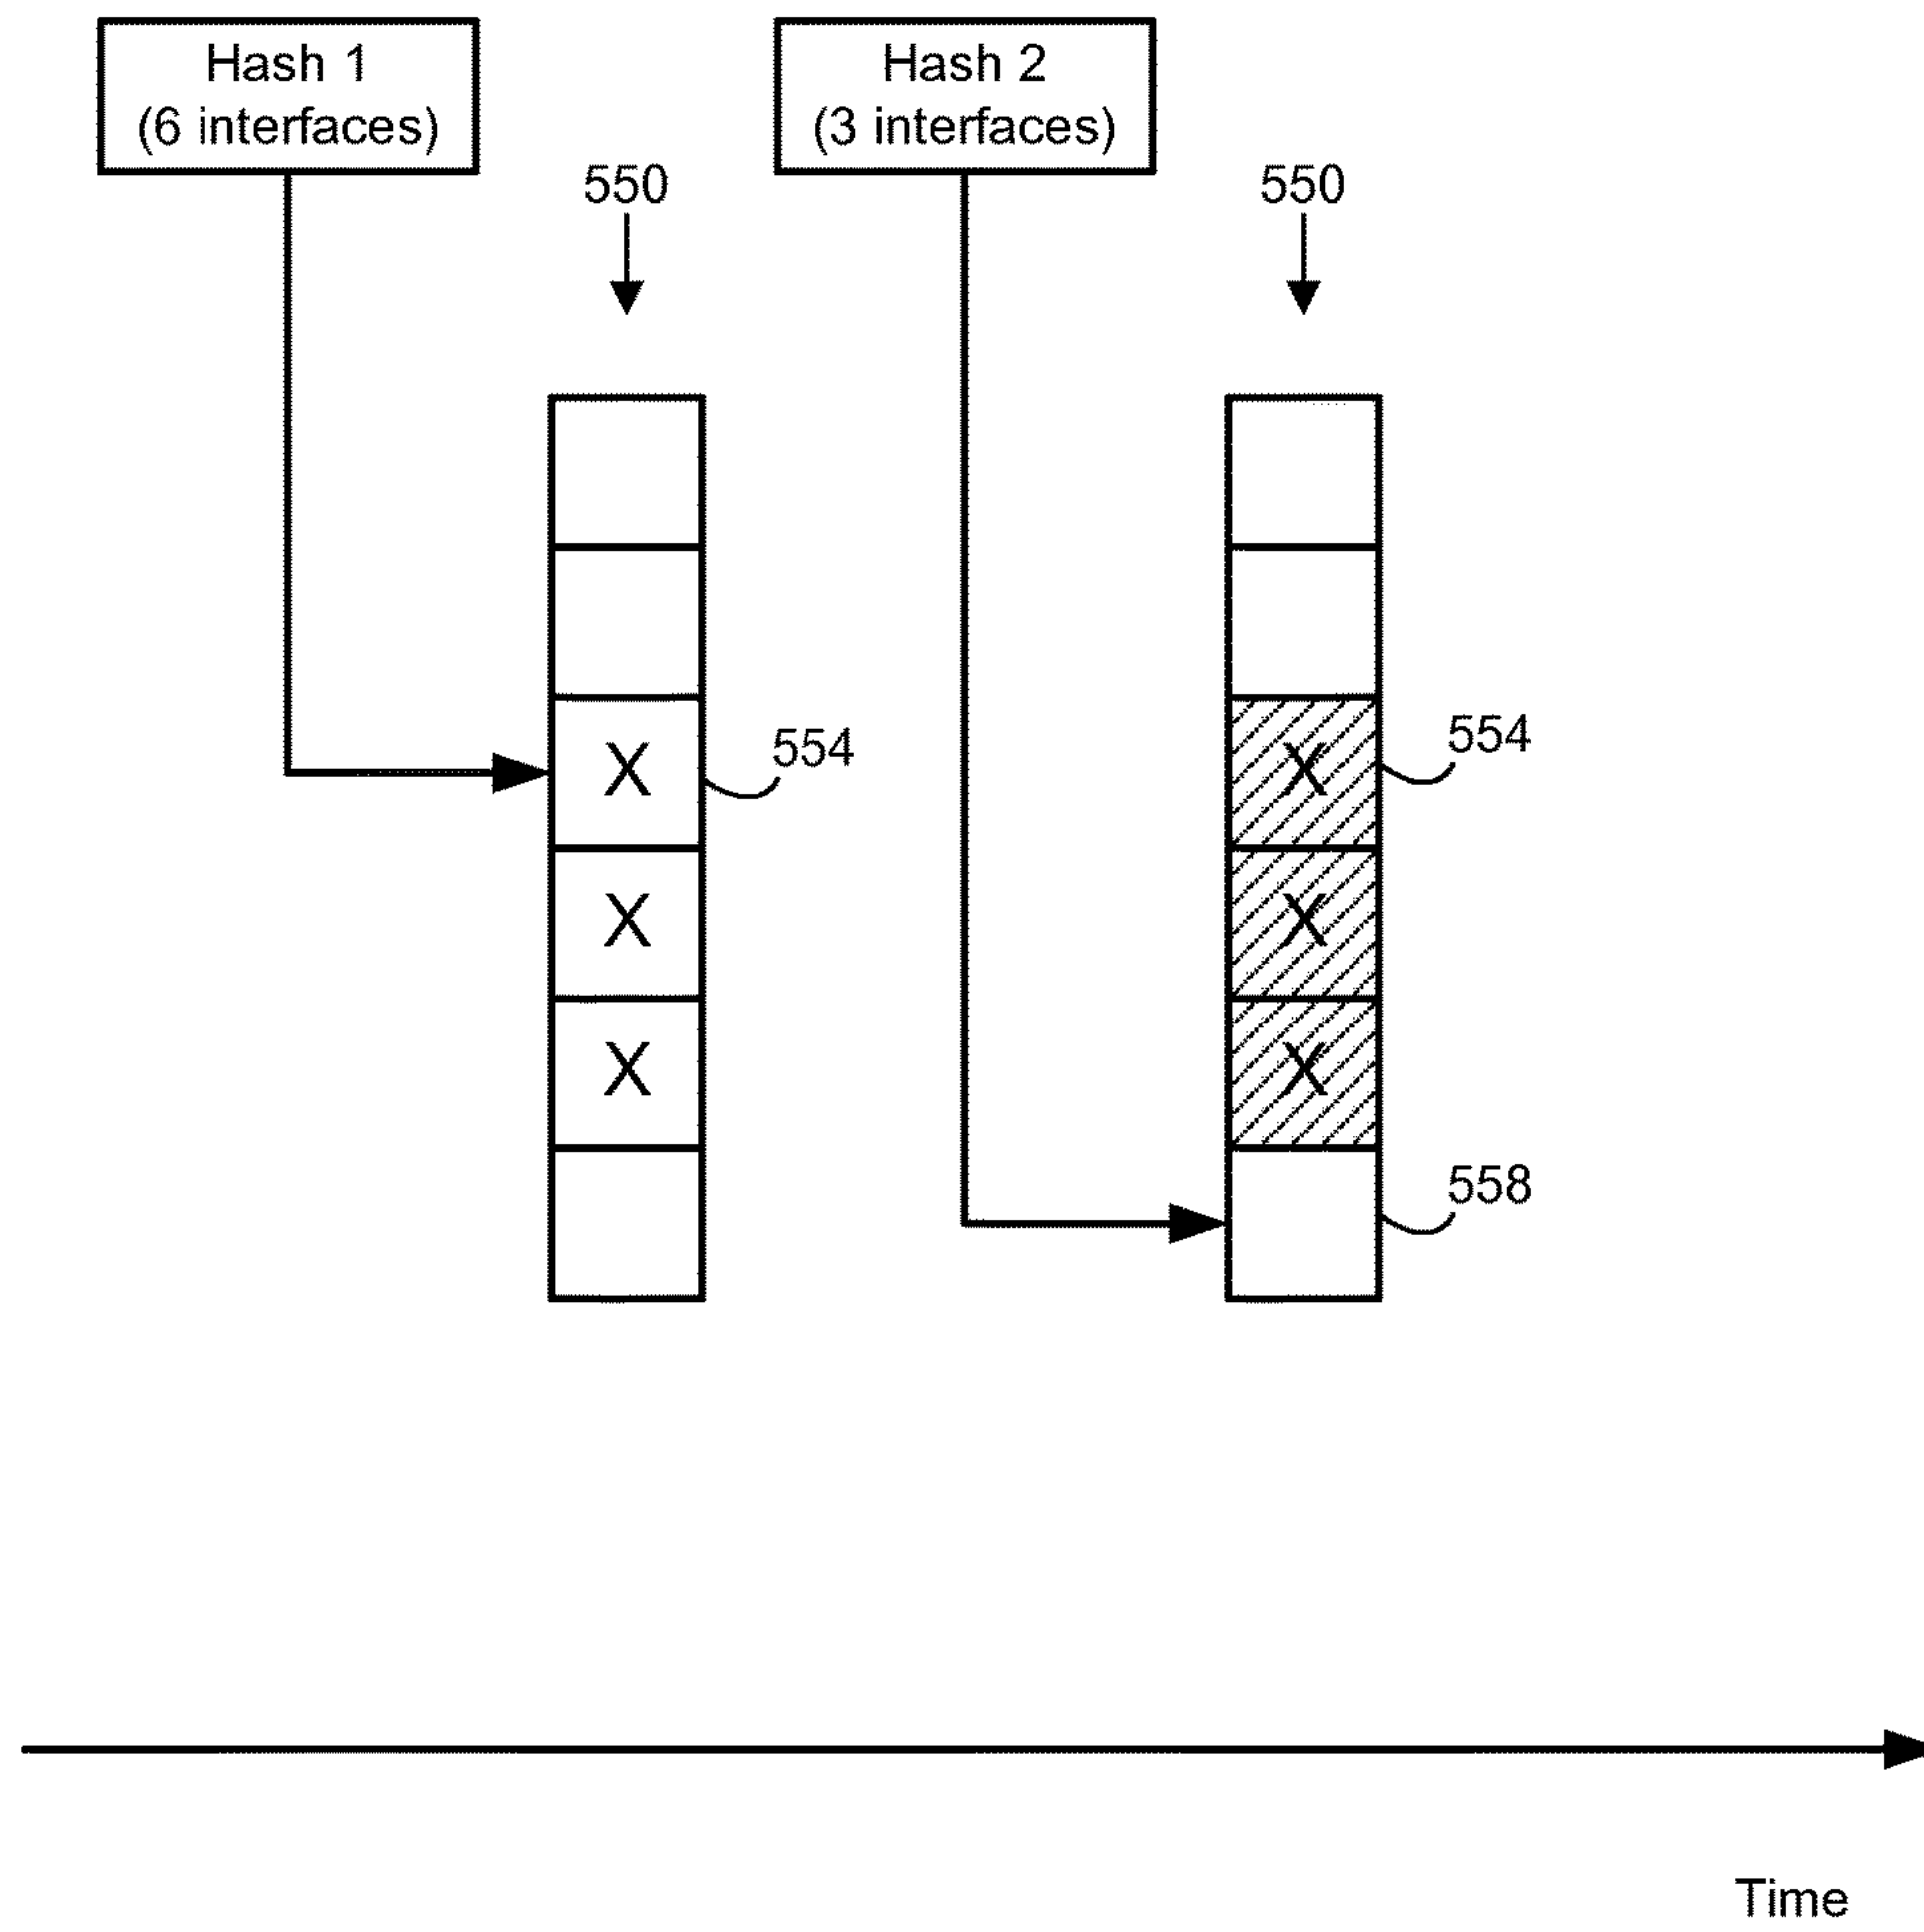 Hash 1
(6 interfaces)
Hash 2
(3 interfaces)
550
550
X
554
X
554
X
X
X
X
558
Time